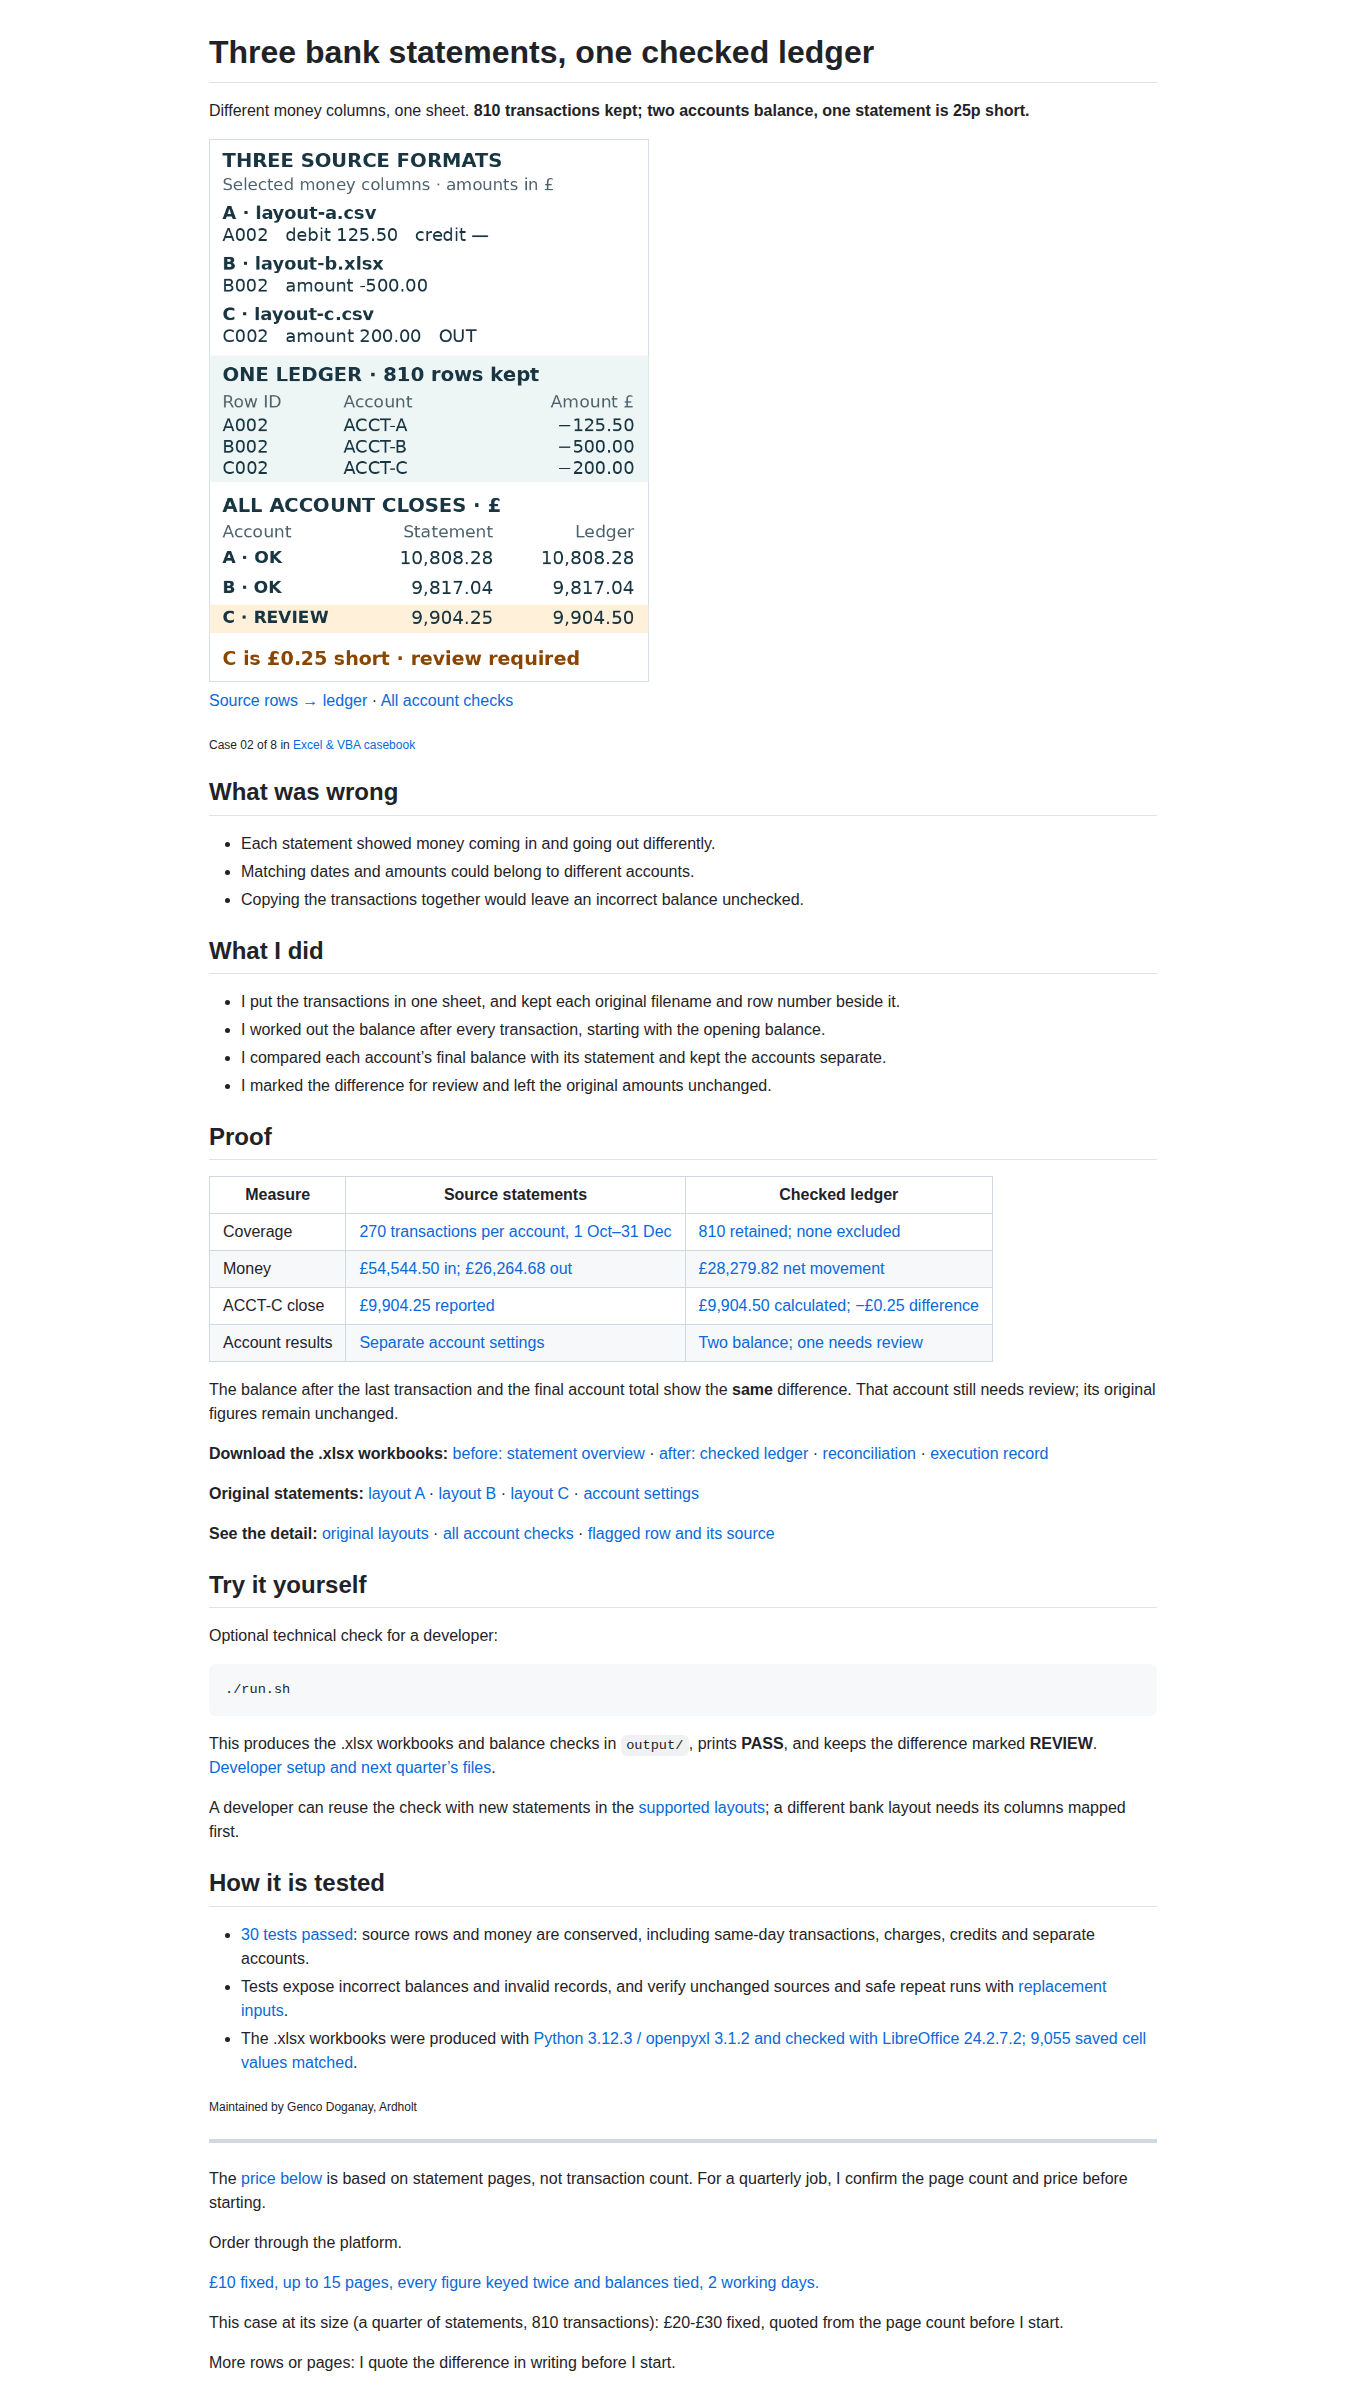 Three bank statements, one checked ledger
Different money columns, one sheet. 810 transactions kept; two accounts balance, one statement is 25p short.
THREE SOURCE FORMATS
Selected money columns · amounts in £
A · layout-a.csv
A002 debit 125.50 credit —
B · layout-b.xlsx
B002 amount -500.00
C · layout-c.csv
C002 amount 200.00 OUT
ONE LEDGER · 810 rows kept
Row ID Account Amount £
A002 ACCT-A −125.50
B002 ACCT-B −500.00
C002 ACCT-C −200.00
ALL ACCOUNT CLOSES · £
Account Statement Ledger
A · OK 10,808.28 10,808.28
B · OK 9,817.04 9,817.04
C · REVIEW 9,904.25 9,904.50
C is £0.25 short · review required
Source rows → ledger · All account checks
Case 02 of 8 in Excel & VBA casebook
What was wrong
• Each statement showed money coming in and going out differently.
• Matching dates and amounts could belong to different accounts.
• Copying the transactions together would leave an incorrect balance unchecked.
What I did
• I put the transactions in one sheet, and kept each original filename and row number beside it.
• I worked out the balance after every transaction, starting with the opening balance.
• I compared each account’s final balance with its statement and kept the accounts separate.
• I marked the difference for review and left the original amounts unchanged.
Proof
Measure Source statements Checked ledger
Coverage 270 transactions per account, 1 Oct–31 Dec 810 retained; none excluded
Money £54,544.50 in; £26,264.68 out £28,279.82 net movement
ACCT-C close £9,904.25 reported £9,904.50 calculated; −£0.25 difference
Account results Separate account settings Two balance; one needs review
The balance after the last transaction and the final account total show the same difference. That account still needs review; its original
figures remain unchanged.
Download the .xlsx workbooks: before: statement overview · after: checked ledger · reconciliation · execution record
Original statements: layout A · layout B · layout C · account settings
See the detail: original layouts · all account checks · flagged row and its source
Try it yourself
Optional technical check for a developer:
./run.sh
This produces the .xlsx workbooks and balance checks in output/, prints PASS, and keeps the difference marked REVIEW.
Developer setup and next quarter’s files.
A developer can reuse the check with new statements in the supported layouts; a different bank layout needs its columns mapped
first.
How it is tested
• 30 tests passed: source rows and money are conserved, including same-day transactions, charges, credits and separate
accounts.
• Tests expose incorrect balances and invalid records, and verify unchanged sources and safe repeat runs with replacement
inputs.
• The .xlsx workbooks were produced with Python 3.12.3 / openpyxl 3.1.2 and checked with LibreOffice 24.2.7.2; 9,055 saved cell
values matched.
Maintained by Genco Doganay, Ardholt
The price below is based on statement pages, not transaction count. For a quarterly job, I confirm the page count and price before
starting.
Order through the platform.
£10 fixed, up to 15 pages, every figure keyed twice and balances tied, 2 working days.
This case at its size (a quarter of statements, 810 transactions): £20-£30 fixed, quoted from the page count before I start.
More rows or pages: I quote the difference in writing before I start.